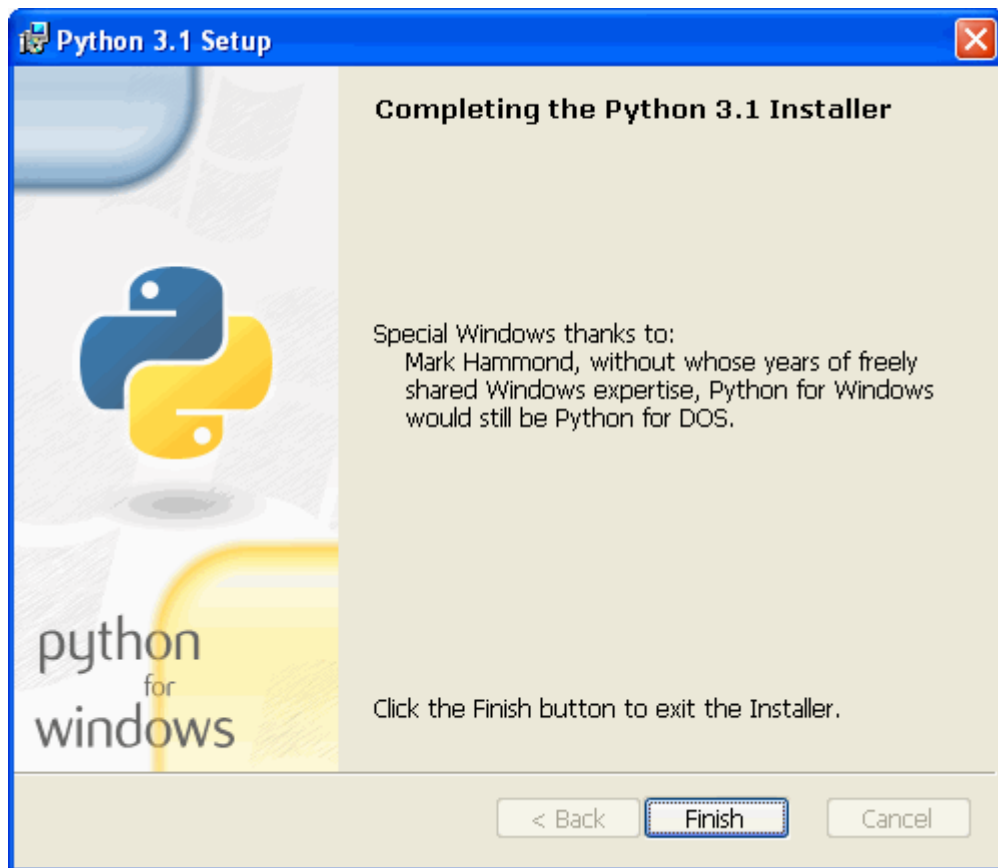 Python 3.1 Setup
Completing the Python 3.1 Installer
Special Windows thanks to:
Mark Hammond, without whose years of freely
shared Windows expertise, Python for Windows
would still be Python for DOS.
python
for
windows
Click the Finish button to exit the Installer.
< Back
Finish
Cancel